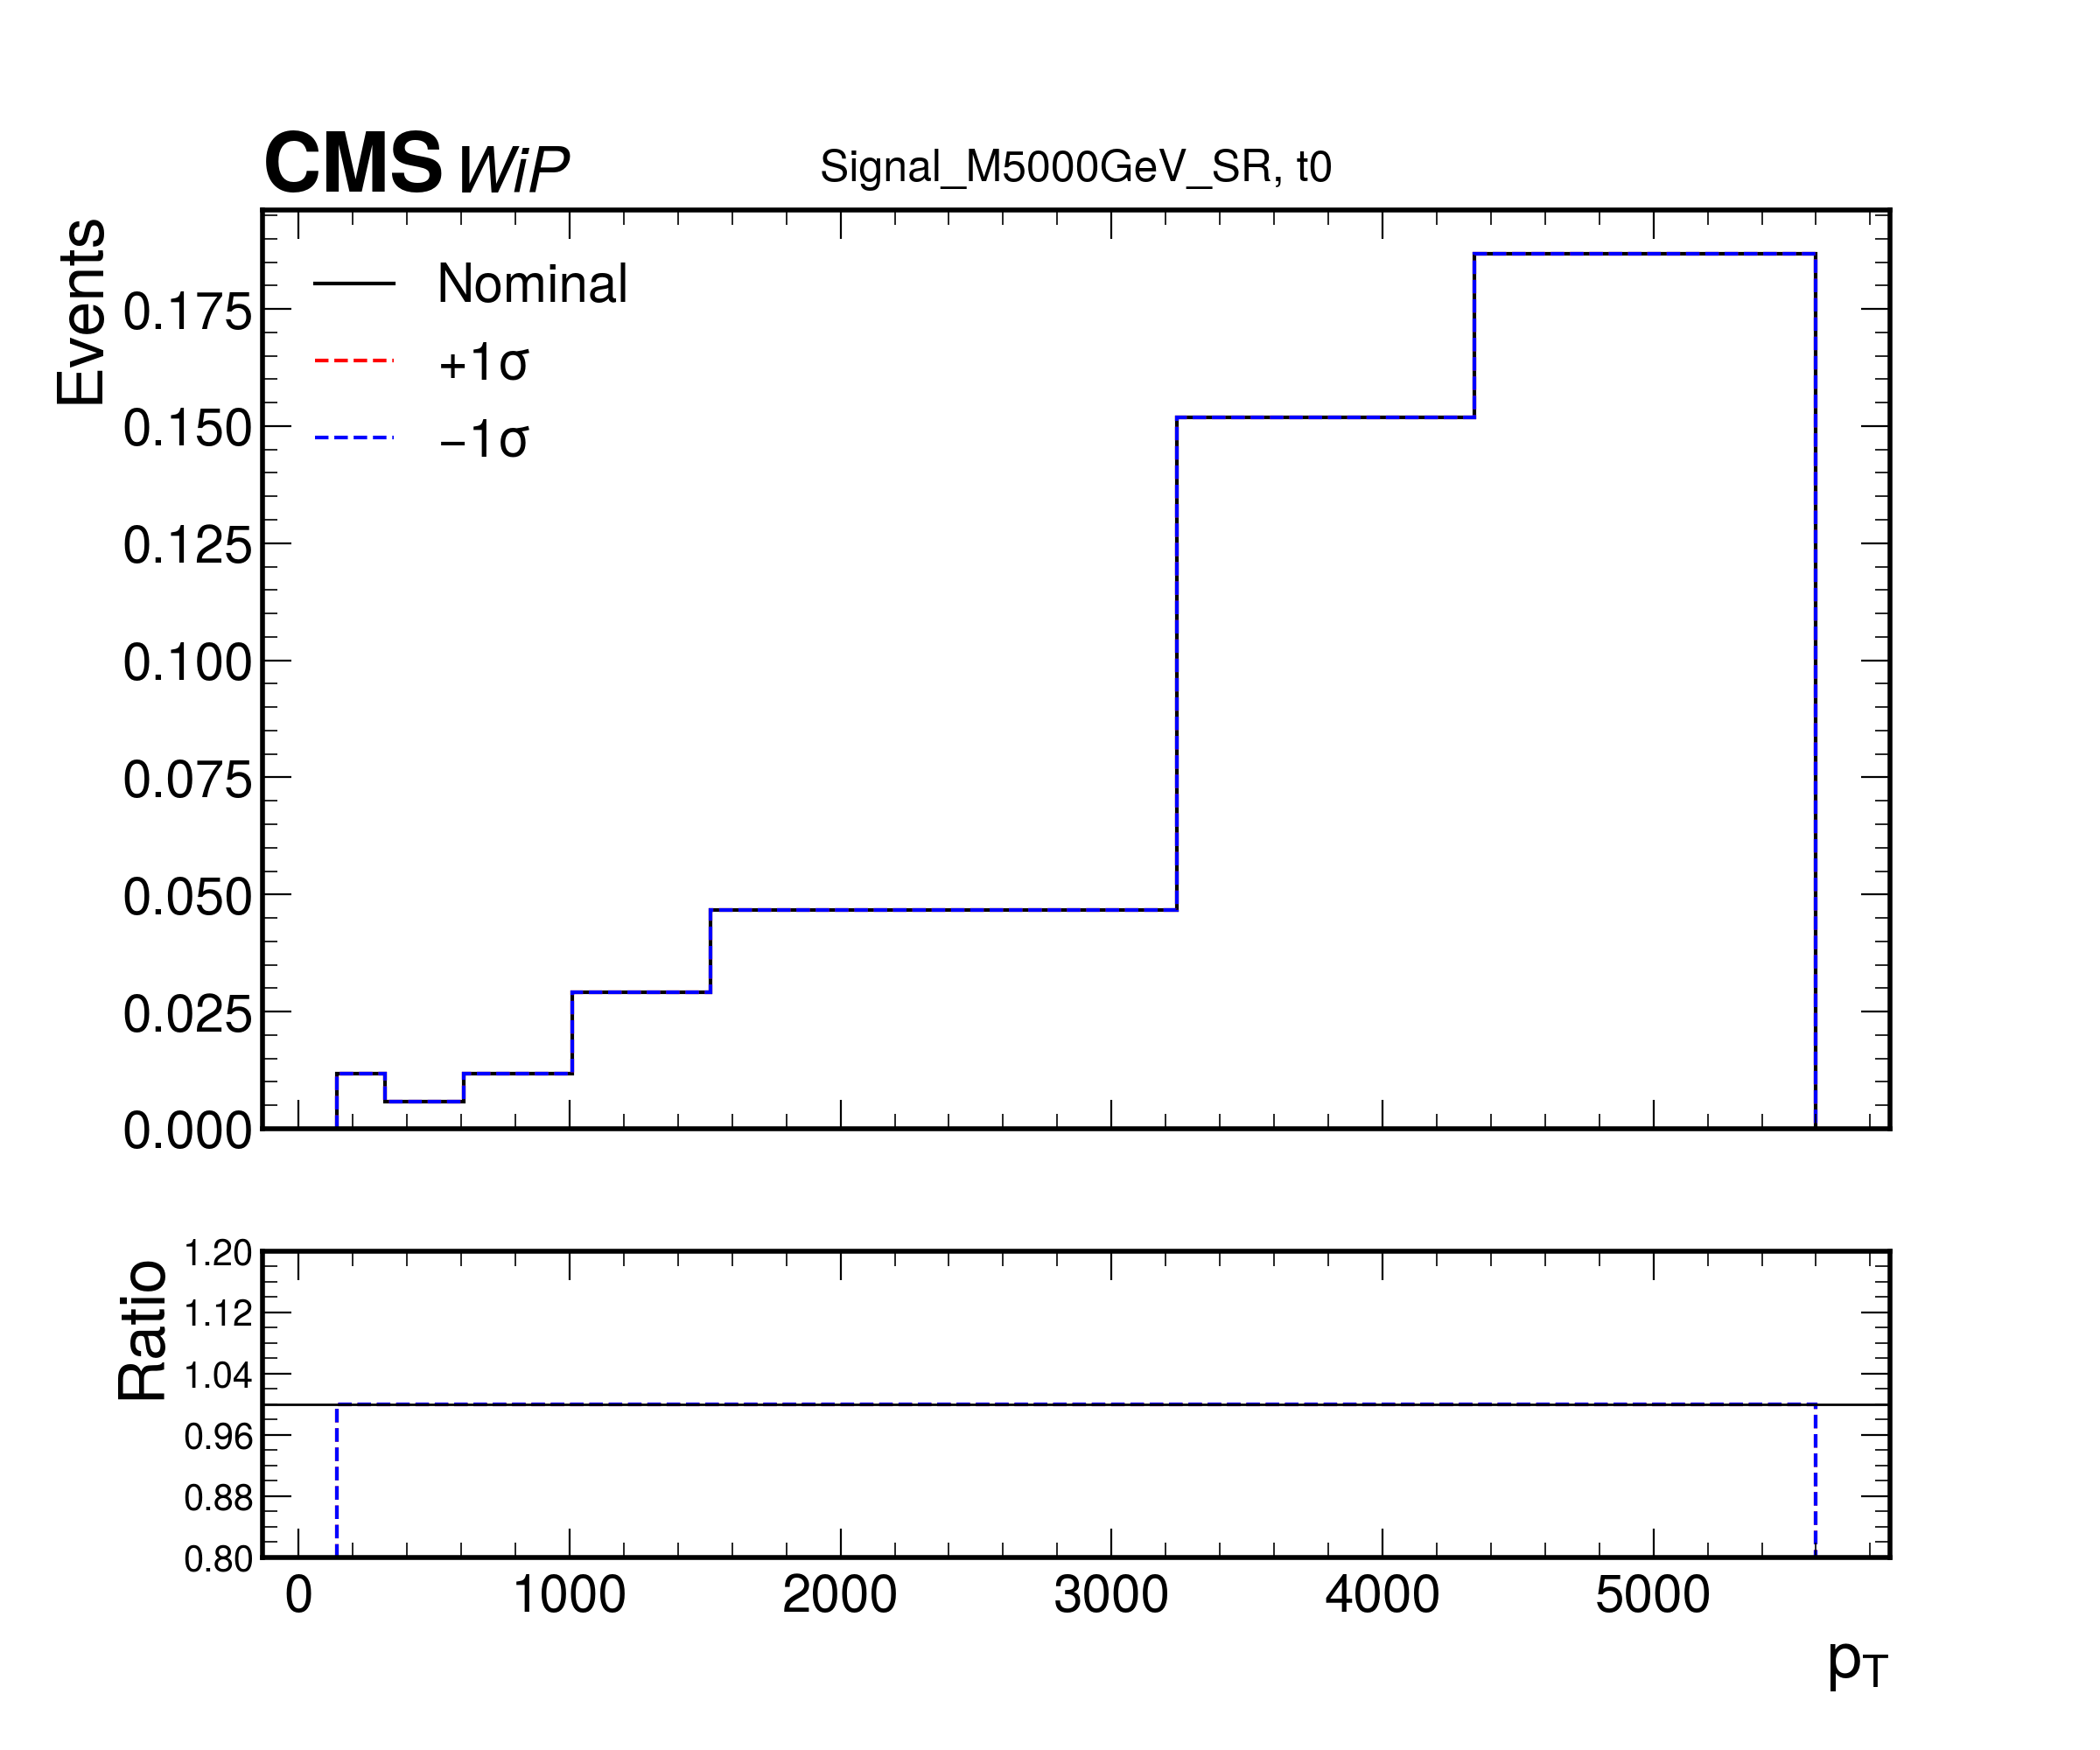 CMS WiP
Signal_M5000GeV_SR, t0
Events
Nominal
+1σ
−1σ
0.175
0.150
0.125
0.100
0.075
0.050
0.025
0.000
Ratio
1.20
1.12
1.04
0.96
0.88
0.80
0 1000 2000 3000 4000 5000
pT